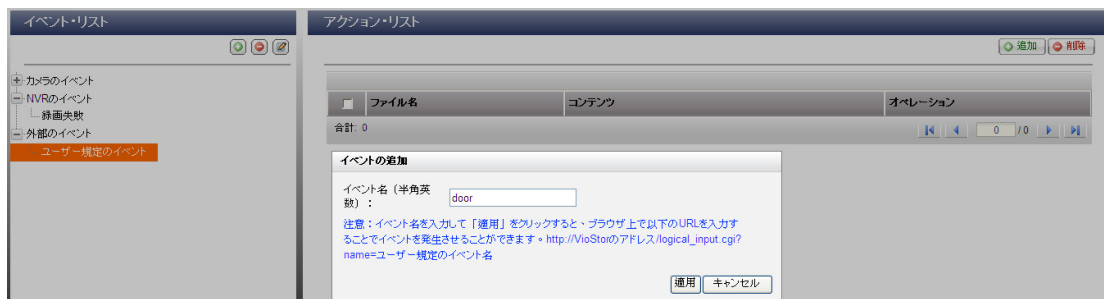 イベント・リスト
カメラのイベント
NVRのイベント
録画失敗
外部のイベント
ユーザー規定のイベント
アクション・リスト
追加 削除
ファイル名 コンテンツ オペレーション
合計: 0 0 / 0
イベントの追加
イベント名（半角英
数）： door
注意：イベント名を入力して「適用」をクリックすると、ブラウザ上で以下のURLを入力す
ることでイベントを発生させることができます。http://VioStorのアドレス/logical_input.cgi?
name=ユーザー規定のイベント名
適用 キャンセル